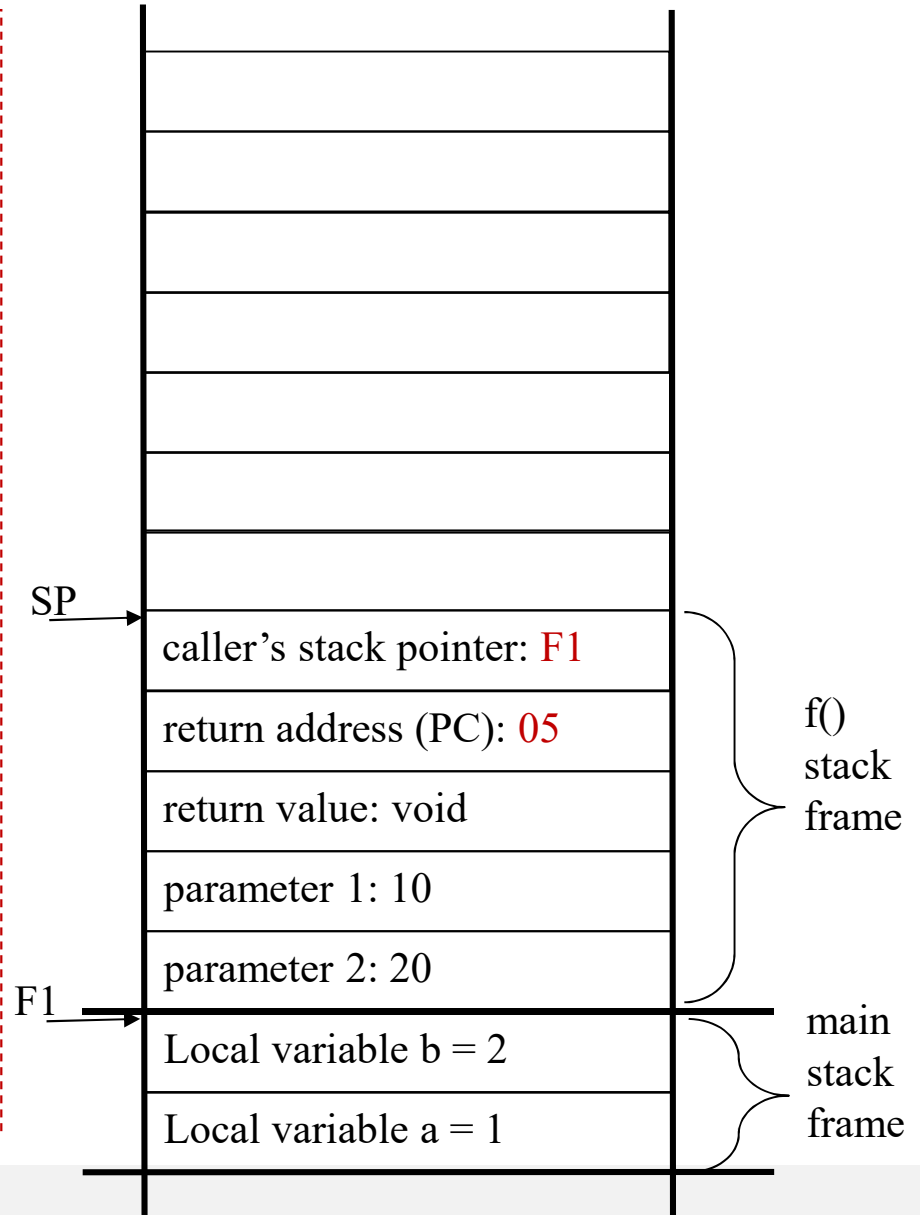 SP
caller’s stack pointer: F1
return address (PC): 05
return value: void
parameter 1: 10
parameter 2: 20
f()
stack
frame
F1
Local variable b = 2
Local variable a = 1
main
stack
frame